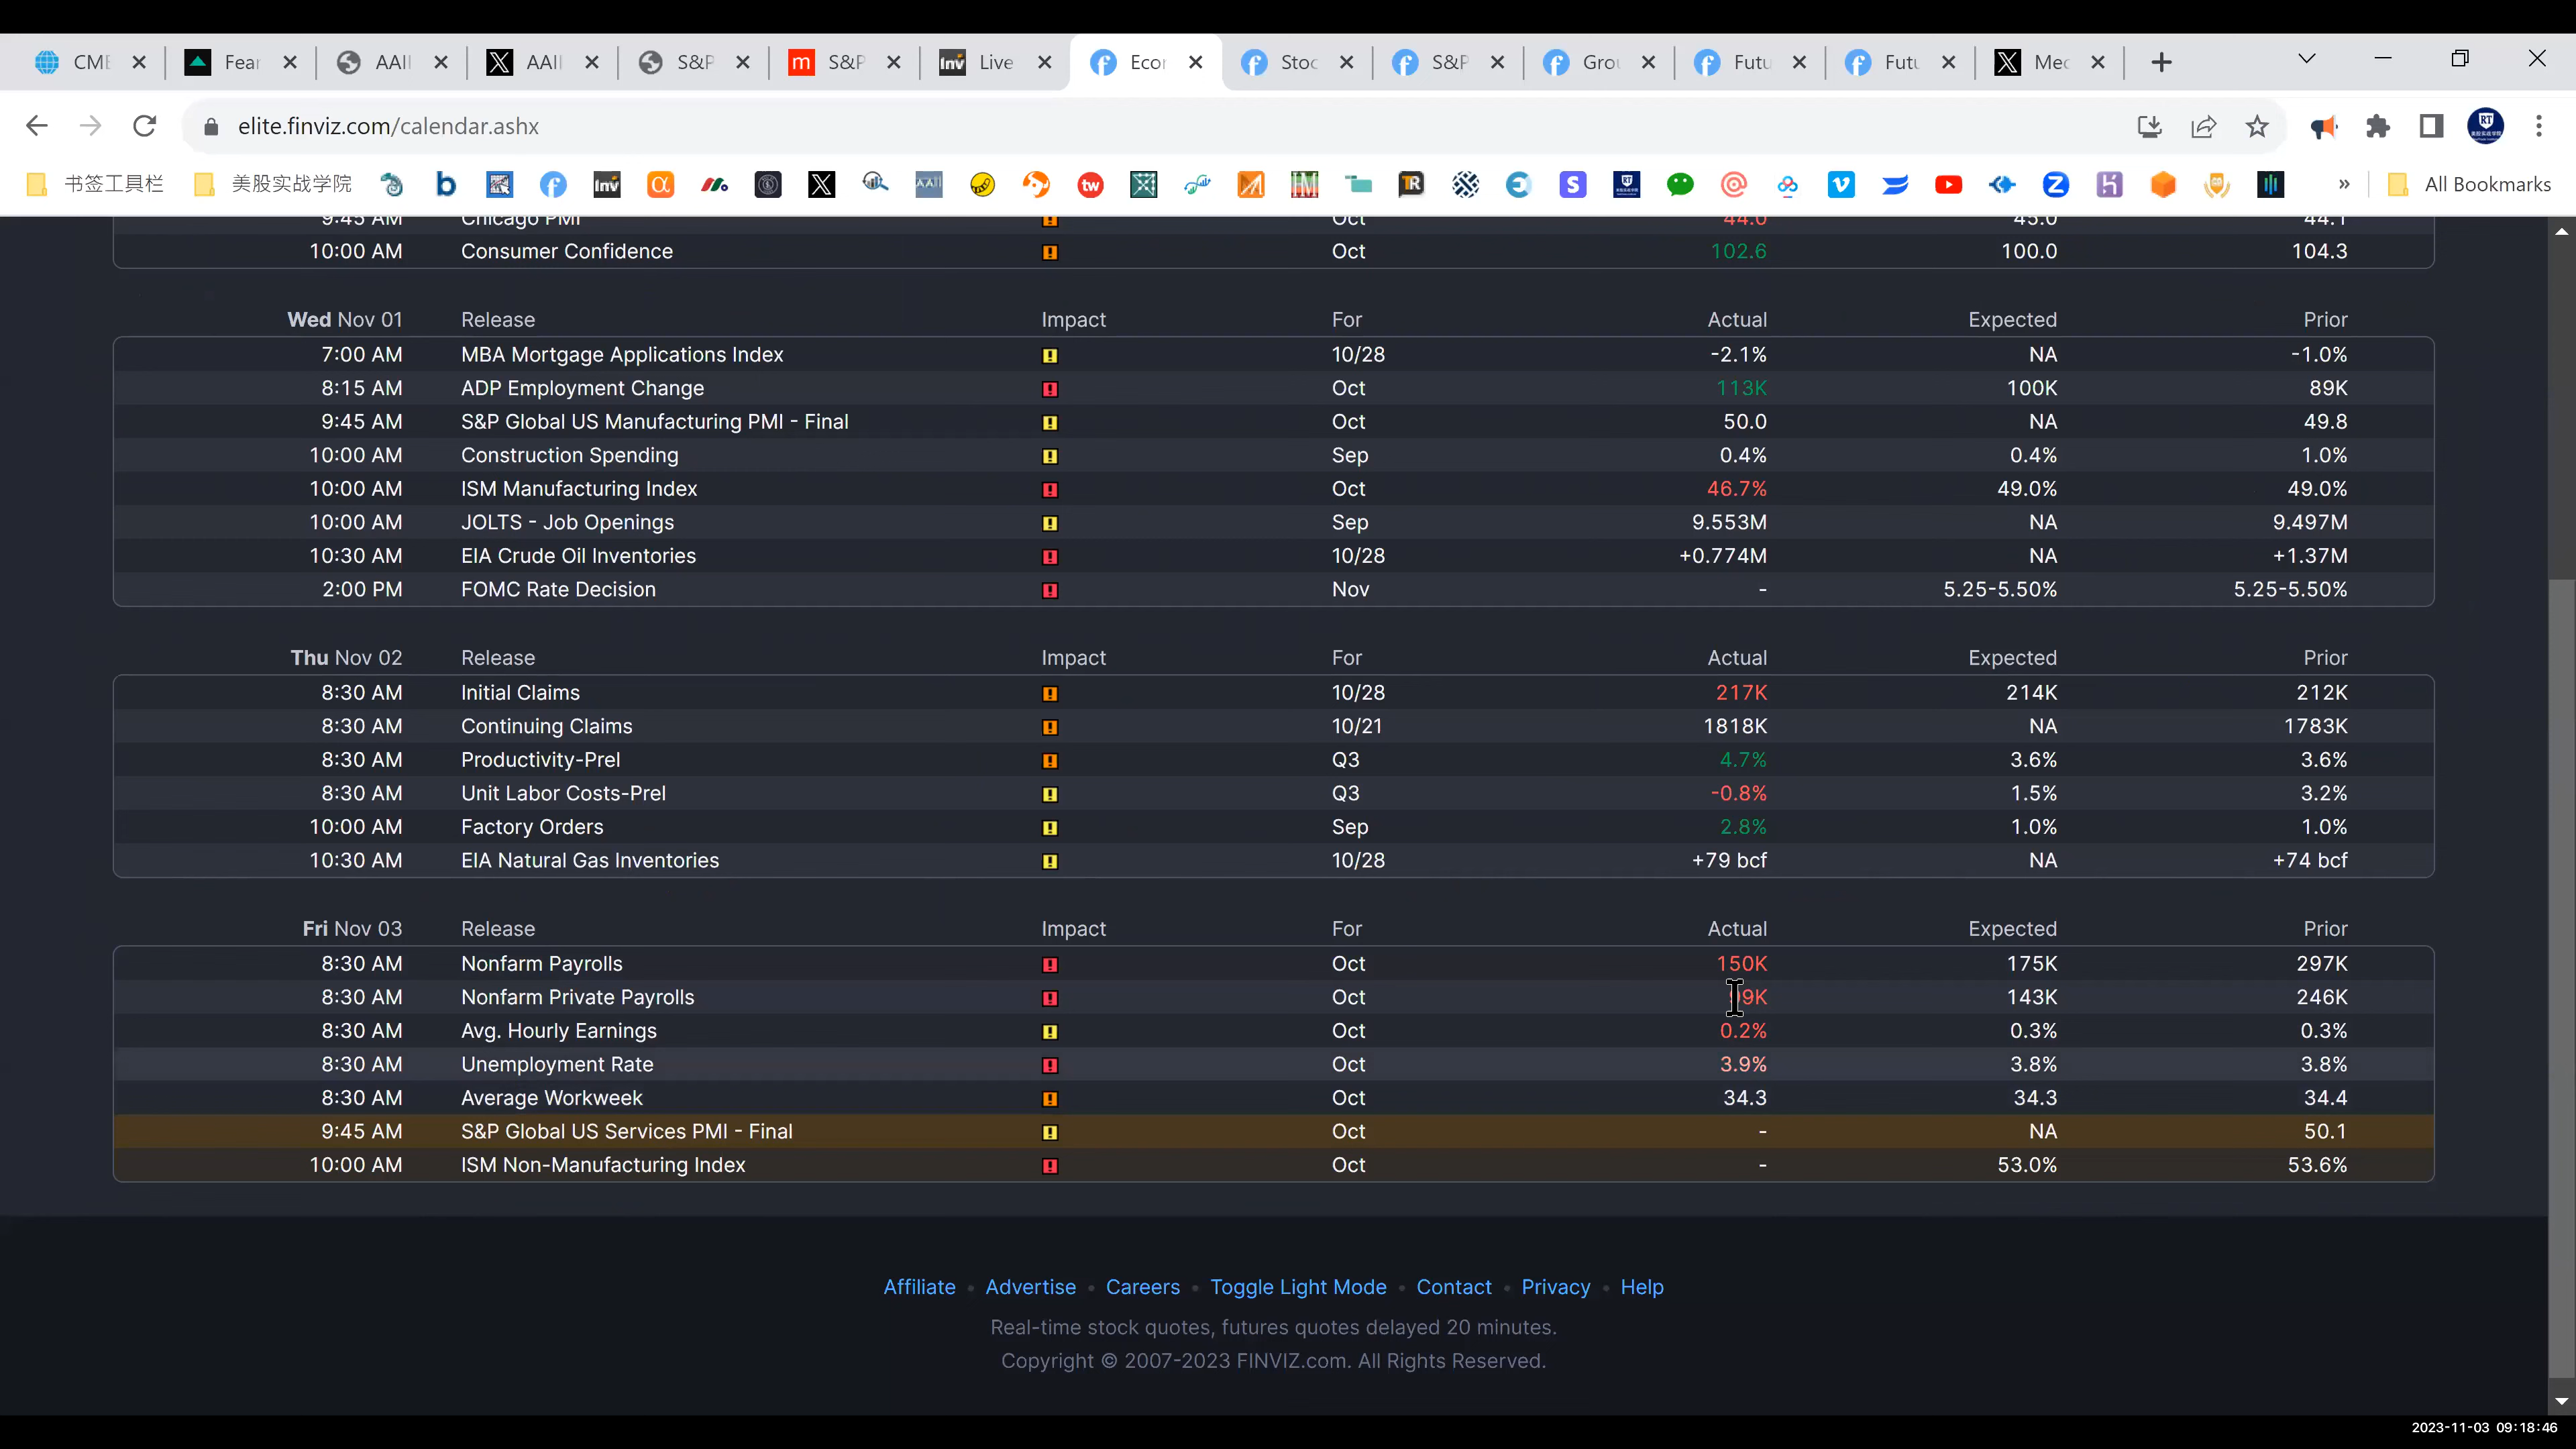 CME
Fear
AAII
AAII
S&P
S&P
Live
Econ
Stoc
S&P
Grou
Futu
Futu
Mec
elite.finviz.com/calendar.ashx
书签工具栏 美股实战学院 » All Bookmarks
9:45 AM Chicago PMI Oct 44.0 45.0 44.1
10:00 AM Consumer Confidence Oct 102.6 100.0 104.3
Wed Nov 01 Release Impact For Actual Expected Prior
7:00 AM MBA Mortgage Applications Index 10/28 -2.1% NA -1.0%
8:15 AM ADP Employment Change Oct 113K 100K 89K
9:45 AM S&P Global US Manufacturing PMI - Final Oct 50.0 NA 49.8
10:00 AM Construction Spending Sep 0.4% 0.4% 1.0%
10:00 AM ISM Manufacturing Index Oct 46.7% 49.0% 49.0%
10:00 AM JOLTS - Job Openings Sep 9.553M NA 9.497M
10:30 AM EIA Crude Oil Inventories 10/28 +0.774M NA +1.37M
2:00 PM FOMC Rate Decision Nov - 5.25-5.50% 5.25-5.50%
Thu Nov 02 Release Impact For Actual Expected Prior
8:30 AM Initial Claims 10/28 217K 214K 212K
8:30 AM Continuing Claims 10/21 1818K NA 1783K
8:30 AM Productivity-Prel Q3 4.7% 3.6% 3.6%
8:30 AM Unit Labor Costs-Prel Q3 -0.8% 1.5% 3.2%
10:00 AM Factory Orders Sep 2.8% 1.0% 1.0%
10:30 AM EIA Natural Gas Inventories 10/28 +79 bcf NA +74 bcf
Fri Nov 03 Release Impact For Actual Expected Prior
8:30 AM Nonfarm Payrolls Oct 150K 175K 297K
8:30 AM Nonfarm Private Payrolls Oct 99K 143K 246K
8:30 AM Avg. Hourly Earnings Oct 0.2% 0.3% 0.3%
8:30 AM Unemployment Rate Oct 3.9% 3.8% 3.8%
8:30 AM Average Workweek Oct 34.3 34.3 34.4
9:45 AM S&P Global US Services PMI - Final Oct - NA 50.1
10:00 AM ISM Non-Manufacturing Index Oct - 53.0% 53.6%
Affiliate • Advertise • Careers • Toggle Light Mode • Contact • Privacy • Help
Real-time stock quotes, futures quotes delayed 20 minutes.
Copyright © 2007-2023 FINVIZ.com. All Rights Reserved.
2023-11-03 09:18:46